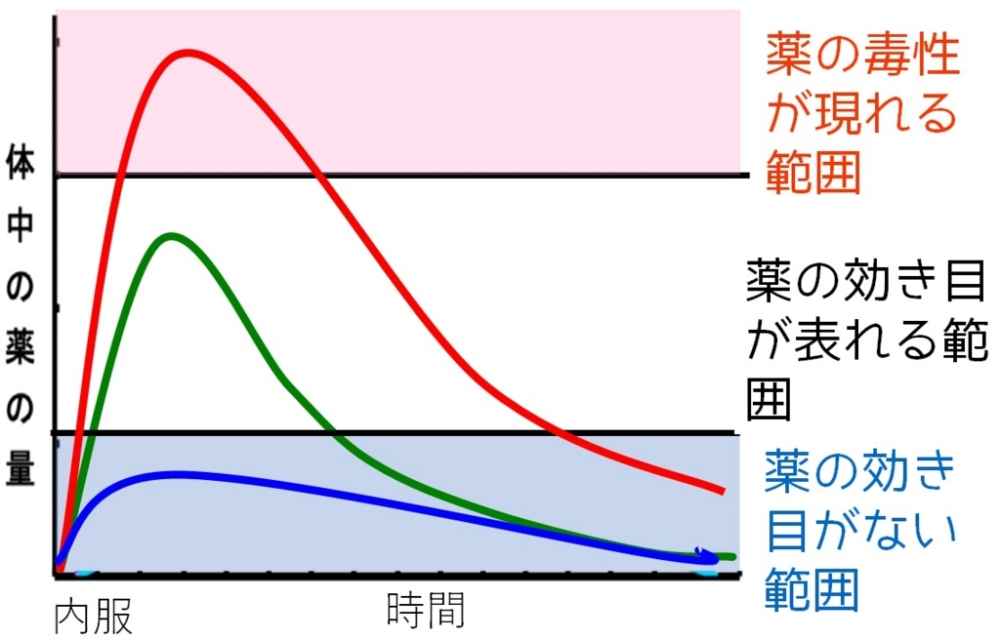 体中の薬の量
薬の毒性
が現れる
範囲
薬の効き目
が表れる範
囲
薬の効き
目がない
範囲
内服
時間